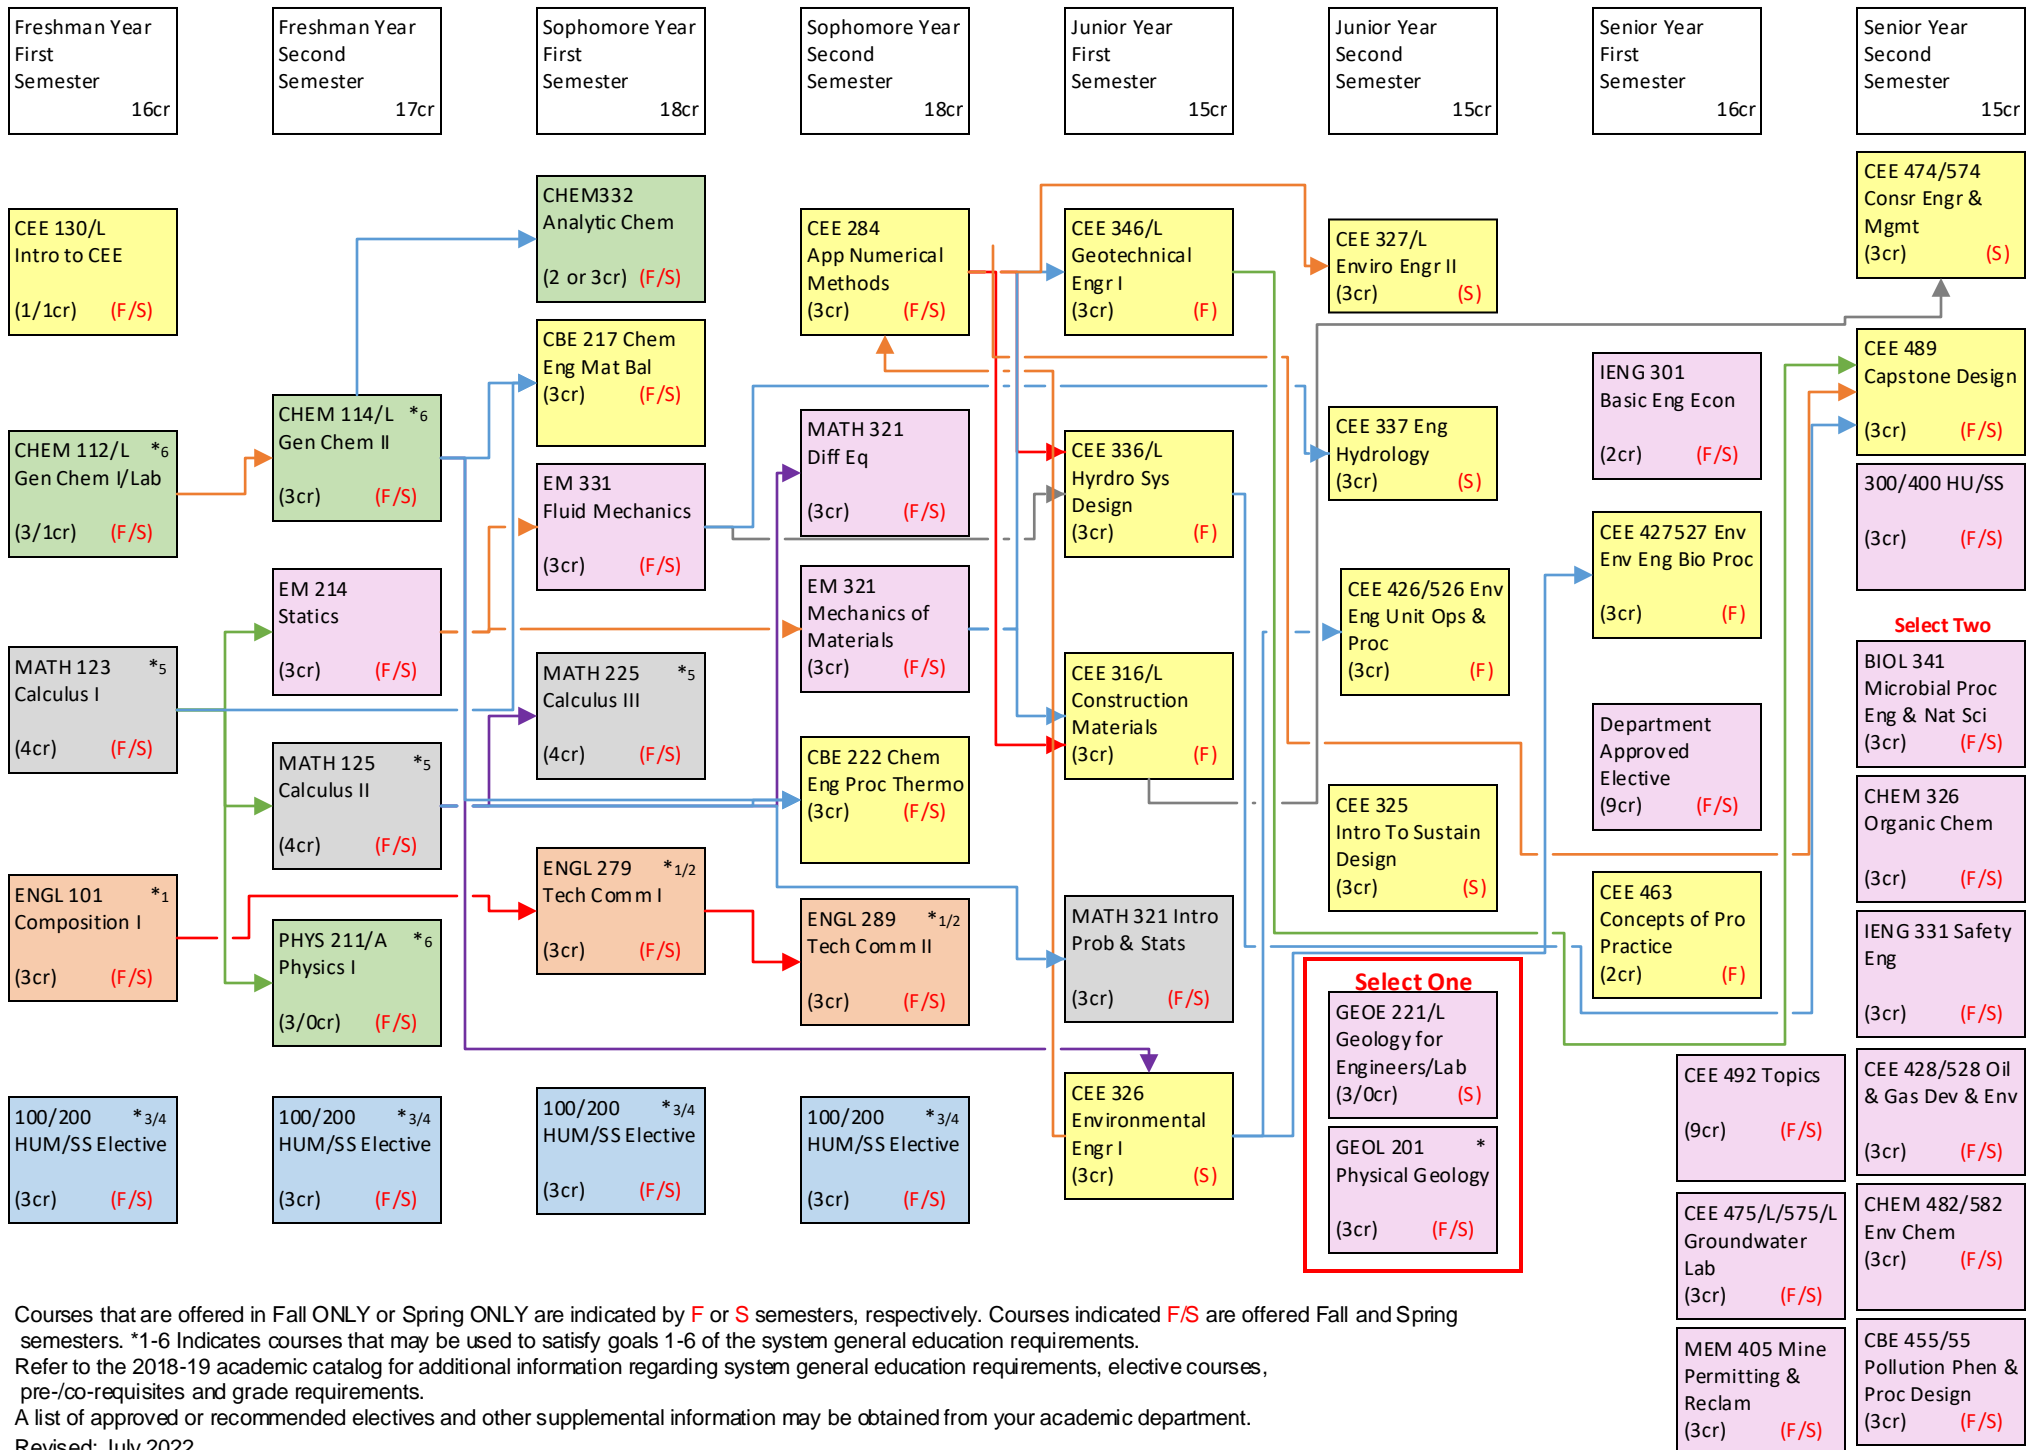 Freshman Year
First
Semester
16cr
Freshman Year
Second
Semester
17cr
Sophomore Year
First
Semester
18cr
Sophomore Year
Second
Semester
18cr
Junior Year
First
Semester
15cr
Junior Year
Second
Semester
15cr
Senior Year
First
Semester
16cr
Senior Year
Second
Semester
15cr
CEE 130/L
Intro to CEE
(1/1cr) (F/S)
CHEM 112/L *6
Gen Chem I/Lab
(3/1cr) (F/S)
MATH 123 *5
Calculus I
(4cr) (F/S)
ENGL 101 *1
Composition I
(3cr) (F/S)
100/200 *3/4
HUM/SS Elective
(3cr) (F/S)
CHEM 114/L *6
Gen Chem II
(3cr) (F/S)
EM 214
Statics
(3cr) (F/S)
MATH 125 *5
Calculus II
(4cr) (F/S)
PHYS 211/A *6
Physics I
(3/0cr) (F/S)
100/200 *3/4
HUM/SS Elective
(3cr) (F/S)
CHEM332
Analytic Chem
(2 or 3cr) (F/S)
CBE 217 Chem
Eng Mat Bal
(3cr) (F/S)
EM 331
Fluid Mechanics
(3cr) (F/S)
MATH 225 *5
Calculus III
(4cr) (F/S)
ENGL 279 *1/2
Tech Comm I
(3cr) (F/S)
100/200 *3/4
HUM/SS Elective
(3cr) (F/S)
CEE 284
App Numerical
Methods
(3cr) (F/S)
MATH 321
Diff Eq
(3cr) (F/S)
EM 321
Mechanics of
Materials
(3cr) (F/S)
CBE 222 Chem
Eng Proc Thermo
(3cr) (F/S)
ENGL 289 *1/2
Tech Comm II
(3cr) (F/S)
100/200 *3/4
HUM/SS Elective
(3cr) (F/S)
CEE 346/L
Geotechnical
Engr I
(3cr) (F)
CEE 336/L
Hyrdro Sys
Design
(3cr) (F)
CEE 316/L
Construction
Materials
(3cr) (F)
MATH 321 Intro
Prob & Stats
(3cr) (F/S)
CEE 326
Environmental
Engr I
(3cr) (S)
CEE 327/L
Enviro Engr II
(3cr) (S)
CEE 337 Eng
Hydrology
(3cr) (S)
CEE 426/526 Env
Eng Unit Ops &
Proc
(3cr) (F)
CEE 325
Intro To Sustain
Design
(3cr) (S)
Select One
GEOE 221/L
Geology for
Engineers/Lab
(3/0cr) (S)
GEOL 201 *
Physical Geology
(3cr) (F/S)
IENG 301
Basic Eng Econ
(2cr) (F/S)
CEE 427527 Env
Env Eng Bio Proc
(3cr) (F)
Department
Approved
Elective
(9cr) (F/S)
CEE 463
Concepts of Pro
Practice
(2cr) (F)
CEE 492 Topics
(9cr) (F/S)
CEE 475/L/575/L
Groundwater
Lab
(3cr) (F/S)
MEM 405 Mine
Permitting &
Reclam
(3cr) (F/S)
CEE 474/574
Consr Engr &
Mgmt
(3cr) (S)
CEE 489
Capstone Design
(3cr) (F/S)
300/400 HU/SS
(3cr) (F/S)
Select Two
BIOL 341
Microbial Proc
Eng & Nat Sci
(3cr) (F/S)
CHEM 326
Organic Chem
(3cr) (F/S)
IENG 331 Safety
Eng
(3cr) (F/S)
CEE 428/528 Oil
& Gas Dev & Env
(3cr) (F/S)
CHEM 482/582
Env Chem
(3cr) (F/S)
CBE 455/55
Pollution Phen &
Proc Design
(3cr) (F/S)
Courses that are offered in Fall ONLY or Spring ONLY are indicated by F or S semesters, respectively. Courses indicated F/S are offered Fall and Spring
semesters. *1-6 Indicates courses that may be used to satisfy goals 1-6 of the system general education requirements.
Refer to the 2018-19 academic catalog for additional information regarding system general education requirements, elective courses,
pre-/co-requisites and grade requirements.
A list of approved or recommended electives and other supplemental information may be obtained from your academic department.
Revised: July 2022